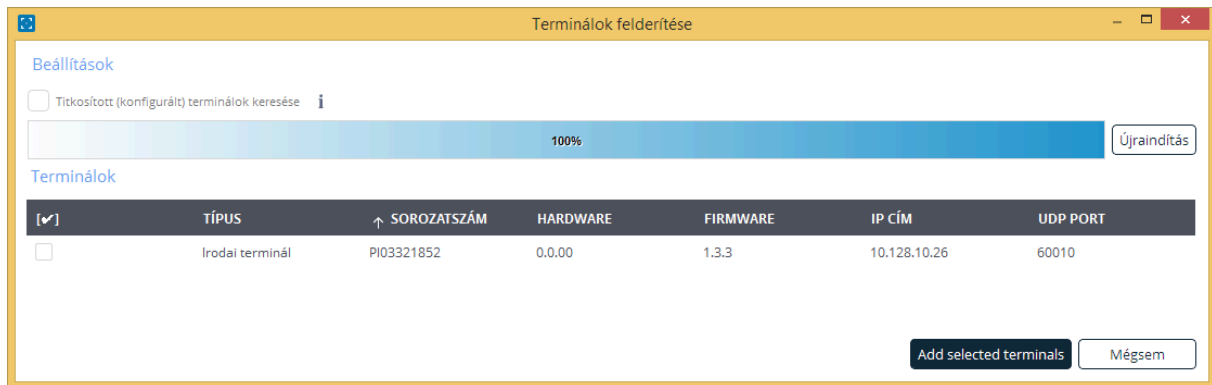 Terminálok felderítése
Beállítások
Titkosított (konfigurált) terminálok keresése i
100% Újraindítás
Terminálok
[✔] TÍPUS ↑ SOROZATSZÁM HARDWARE FIRMWARE IP CÍM UDP PORT
Irodai terminál PI03321852 0.0.00 1.3.3 10.128.10.26 60010
Add selected terminals Mégsem